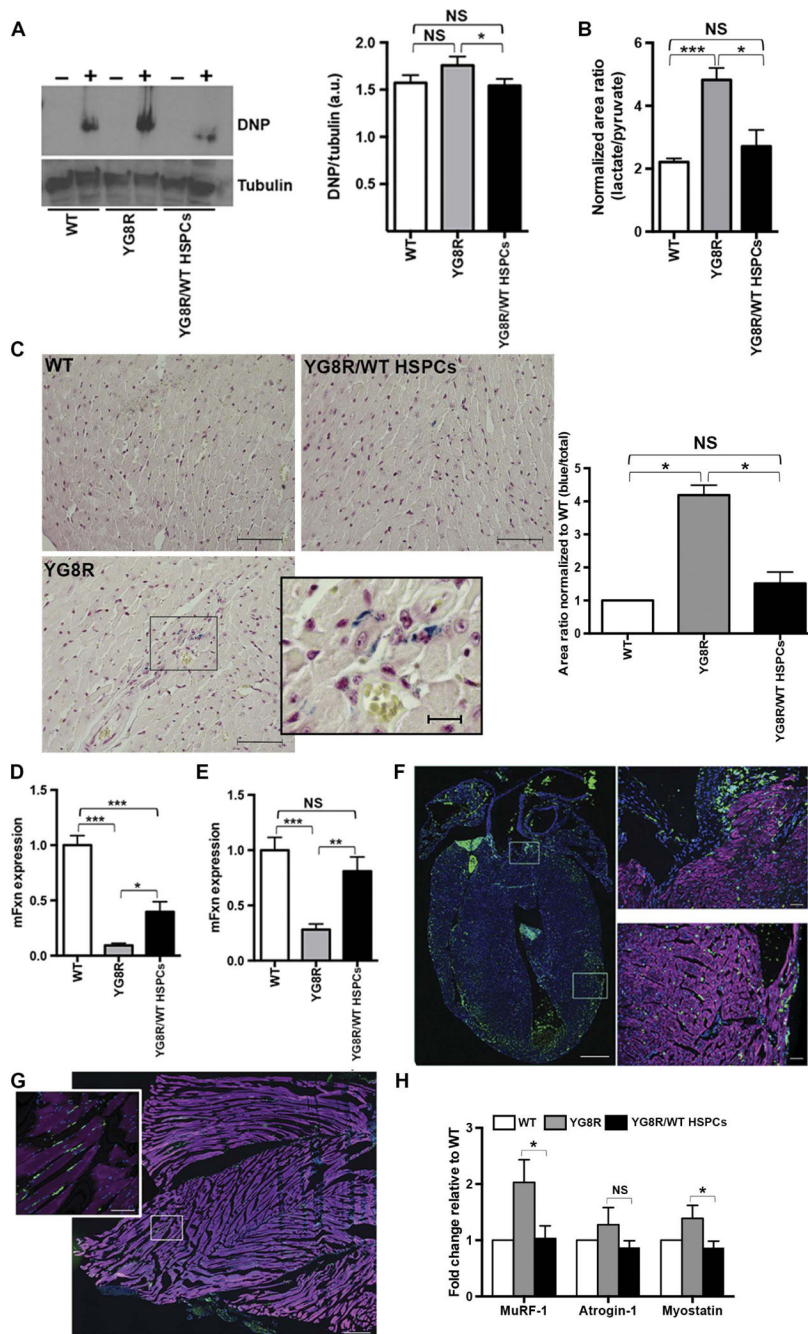 A
– + – + – +
DNP
Tubulin
WT
YG8R
YG8R/WT HSPCs
NS
NS
*
DNP/tubulin (a.u.)
2.0
1.5
1.0
0.5
WT
YG8R
YG8R/WT HSPCs
B
NS
***
*
Normalized area ratio
(lactate/pyruvate)
6
4
2
0
WT
YG8R
YG8R/WT HSPCs
C
WT
YG8R/WT HSPCs
YG8R
NS
*
*
Area ratio normalized to WT (blue/total)
5
4
3
2
1
0
WT
YG8R
YG8R/WT HSPCs
D
***
***
*
mFxn expression
1.5
1.0
0.5
0.0
WT
YG8R
YG8R/WT HSPCs
E
NS
***
**
mFxn expression
1.5
1.0
0.5
0.0
WT
YG8R
YG8R/WT HSPCs
F
G
H
WT YG8R YG8R/WT HSPCs
*
NS
*
Fold change relative to WT
3
2
1
0
MuRF-1 Atrogin-1 Myostatin